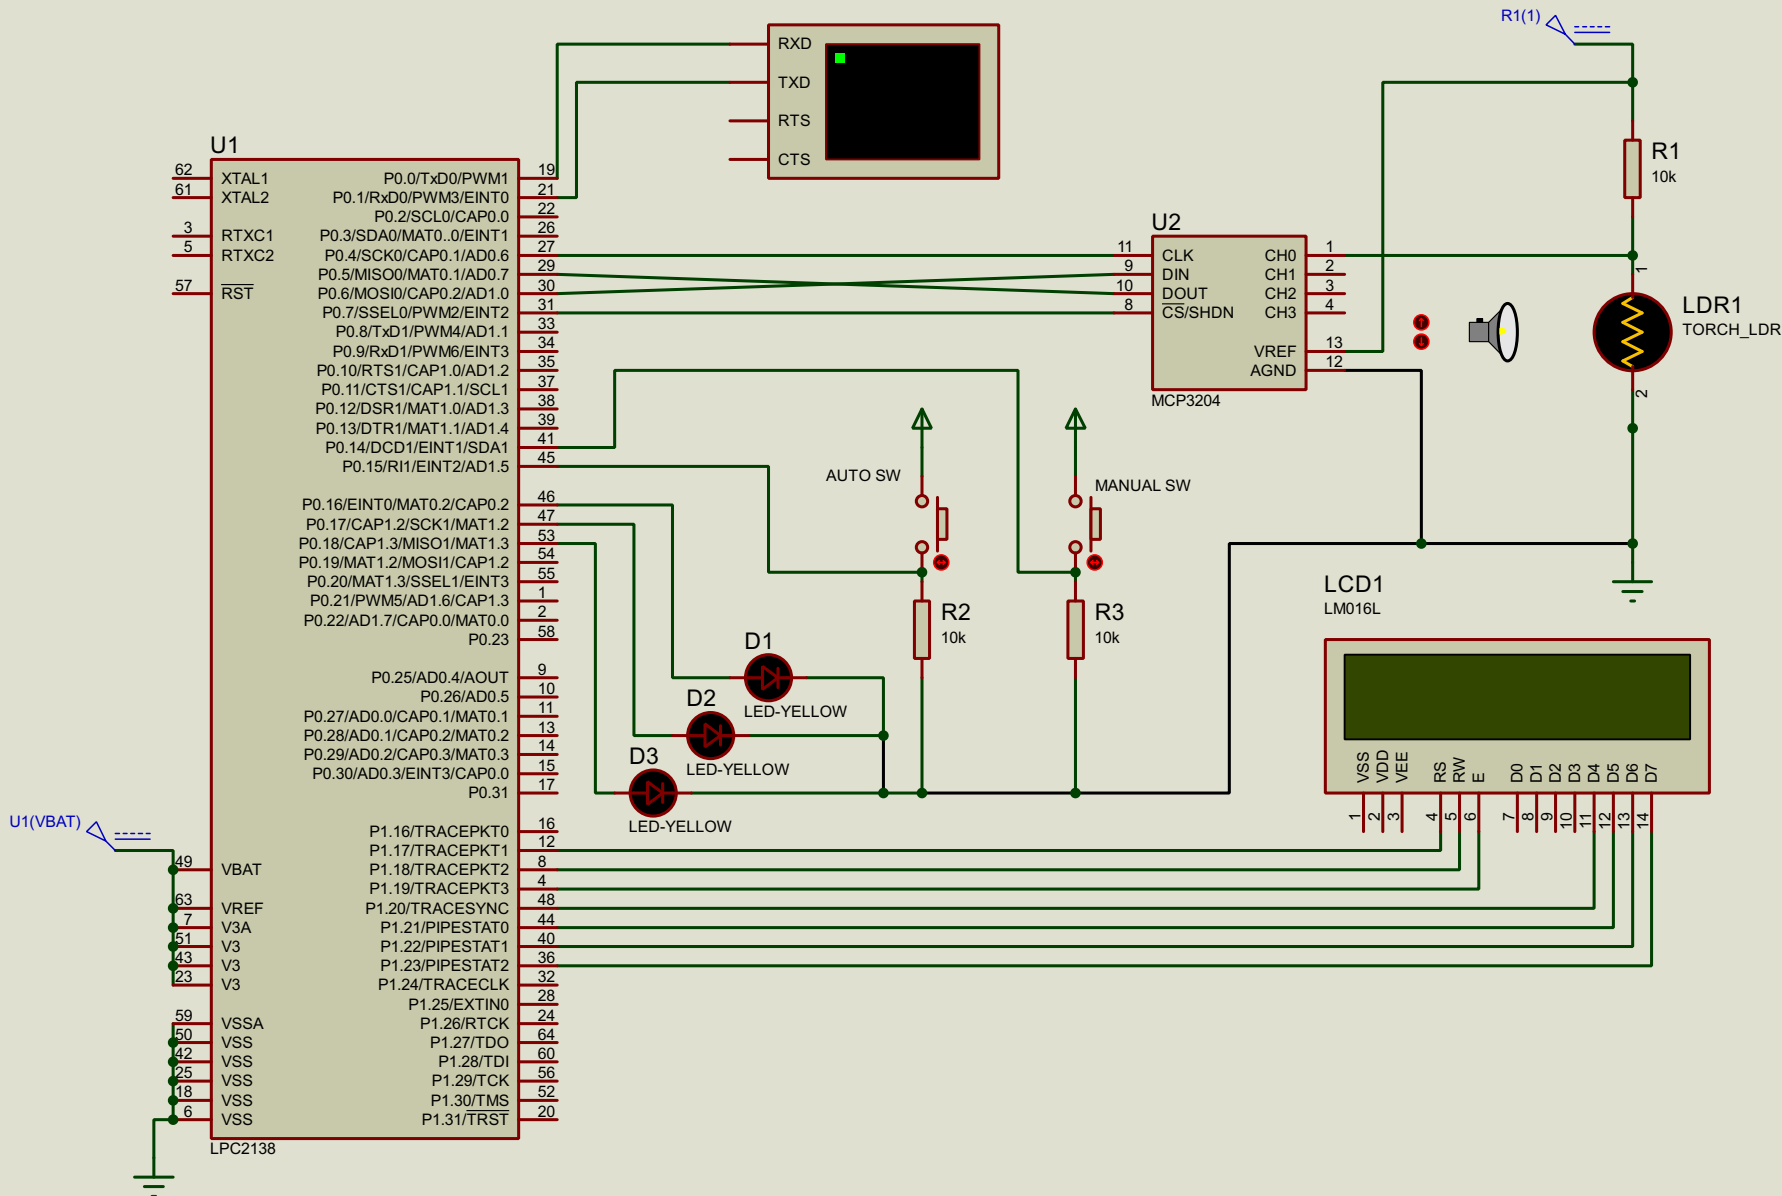 R1(1)
RXD
TXD
RTS
CTS
R1
10k
U1
62 XTAL1
61 XTAL2
3 RTXC1
5 RTXC2
57 RST
P0.0/TxD0/PWM1 19
P0.1/RxD0/PWM3/EINT0 21
P0.2/SCL0/CAP0.0 22
P0.3/SDA0/MAT0..0/EINT1 26
P0.4/SCK0/CAP0.1/AD0.6 27
P0.5/MISO0/MAT0.1/AD0.7 29
P0.6/MOSI0/CAP0.2/AD1.0 30
P0.7/SSEL0/PWM2/EINT2 31
P0.8/TxD1/PWM4/AD1.1 33
P0.9/RxD1/PWM6/EINT3 34
P0.10/RTS1/CAP1.0/AD1.2 35
P0.11/CTS1/CAP1.1/SCL1 37
P0.12/DSR1/MAT1.0/AD1.3 38
P0.13/DTR1/MAT1.1/AD1.4 39
P0.14/DCD1/EINT1/SDA1 41
P0.15/RI1/EINT2/AD1.5 45
P0.16/EINT0/MAT0.2/CAP0.2 46
P0.17/CAP1.2/SCK1/MAT1.2 47
P0.18/CAP1.3/MISO1/MAT1.3 53
P0.19/MAT1.2/MOSI1/CAP1.2 54
P0.20/MAT1.3/SSEL1/EINT3 55
P0.21/PWM5/AD1.6/CAP1.3 1
P0.22/AD1.7/CAP0.0/MAT0.0 2
P0.23 58
P0.25/AD0.4/AOUT 9
P0.26/AD0.5 10
P0.27/AD0.0/CAP0.1/MAT0.1 11
P0.28/AD0.1/CAP0.2/MAT0.2 13
P0.29/AD0.2/CAP0.3/MAT0.3 14
P0.30/AD0.3/EINT3/CAP0.0 15
P0.31 17
P1.16/TRACEPKT0 16
P1.17/TRACEPKT1 12
P1.18/TRACEPKT2 8
P1.19/TRACEPKT3 4
P1.20/TRACESYNC 48
P1.21/PIPESTAT0 44
P1.22/PIPESTAT1 40
P1.23/PIPESTAT2 36
P1.24/TRACECLK 32
P1.25/EXTIN0 28
P1.26/RTCK 24
P1.27/TDO 64
P1.28/TDI 60
P1.29/TCK 56
P1.30/TMS 52
P1.31/TRST 20
U1(VBAT)
49 VBAT
63 VREF
7 V3A
51 V3
43 V3
23 V3
59 VSSA
50 VSS
42 VSS
25 VSS
18 VSS
6 VSS
LPC2138
U2
11 CLK CH0 1
9 DIN CH1 2
10 DOUT CH2 3
8 CS/SHDN CH3 4
VREF 13
AGND 12
MCP3204
1
LDR1
TORCH_LDR
2
AUTO SW
MANUAL SW
R2
10k
R3
10k
D1
LED-YELLOW
D2
LED-YELLOW
D3
LED-YELLOW
LCD1
LM016L
VSS VDD VEE RS RW E D0 D1 D2 D3 D4 D5 D6 D7
1 2 3 4 5 6 7 8 9 10 11 12 13 14